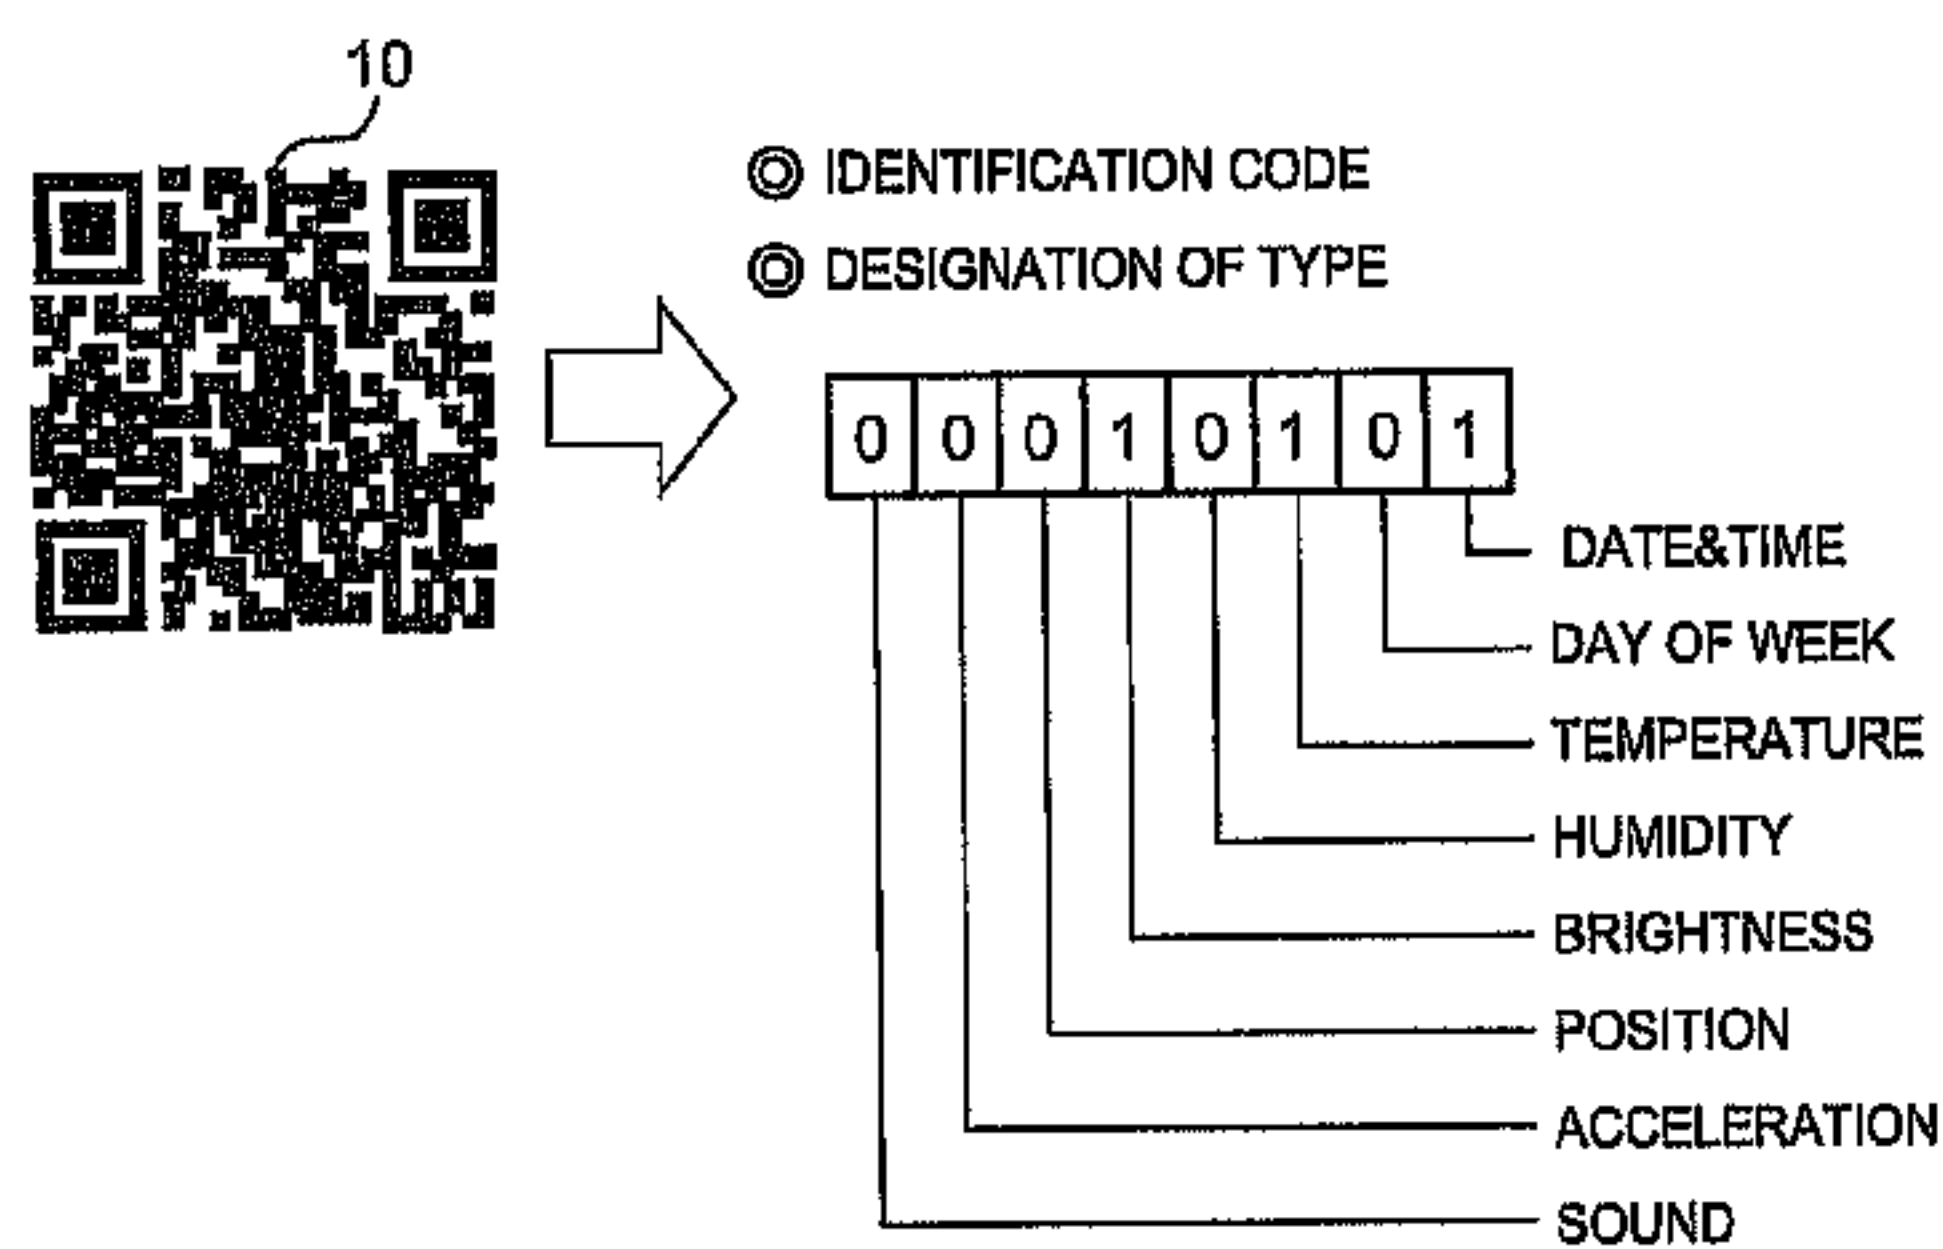 10
◎ IDENTIFICATION CODE
◎ DESIGNATION OF TYPE
0 0 0 1 0 1 0 1
DATE&TIME
DAY OF WEEK
TEMPERATURE
HUMIDITY
BRIGHTNESS
POSITION
ACCELERATION
SOUND